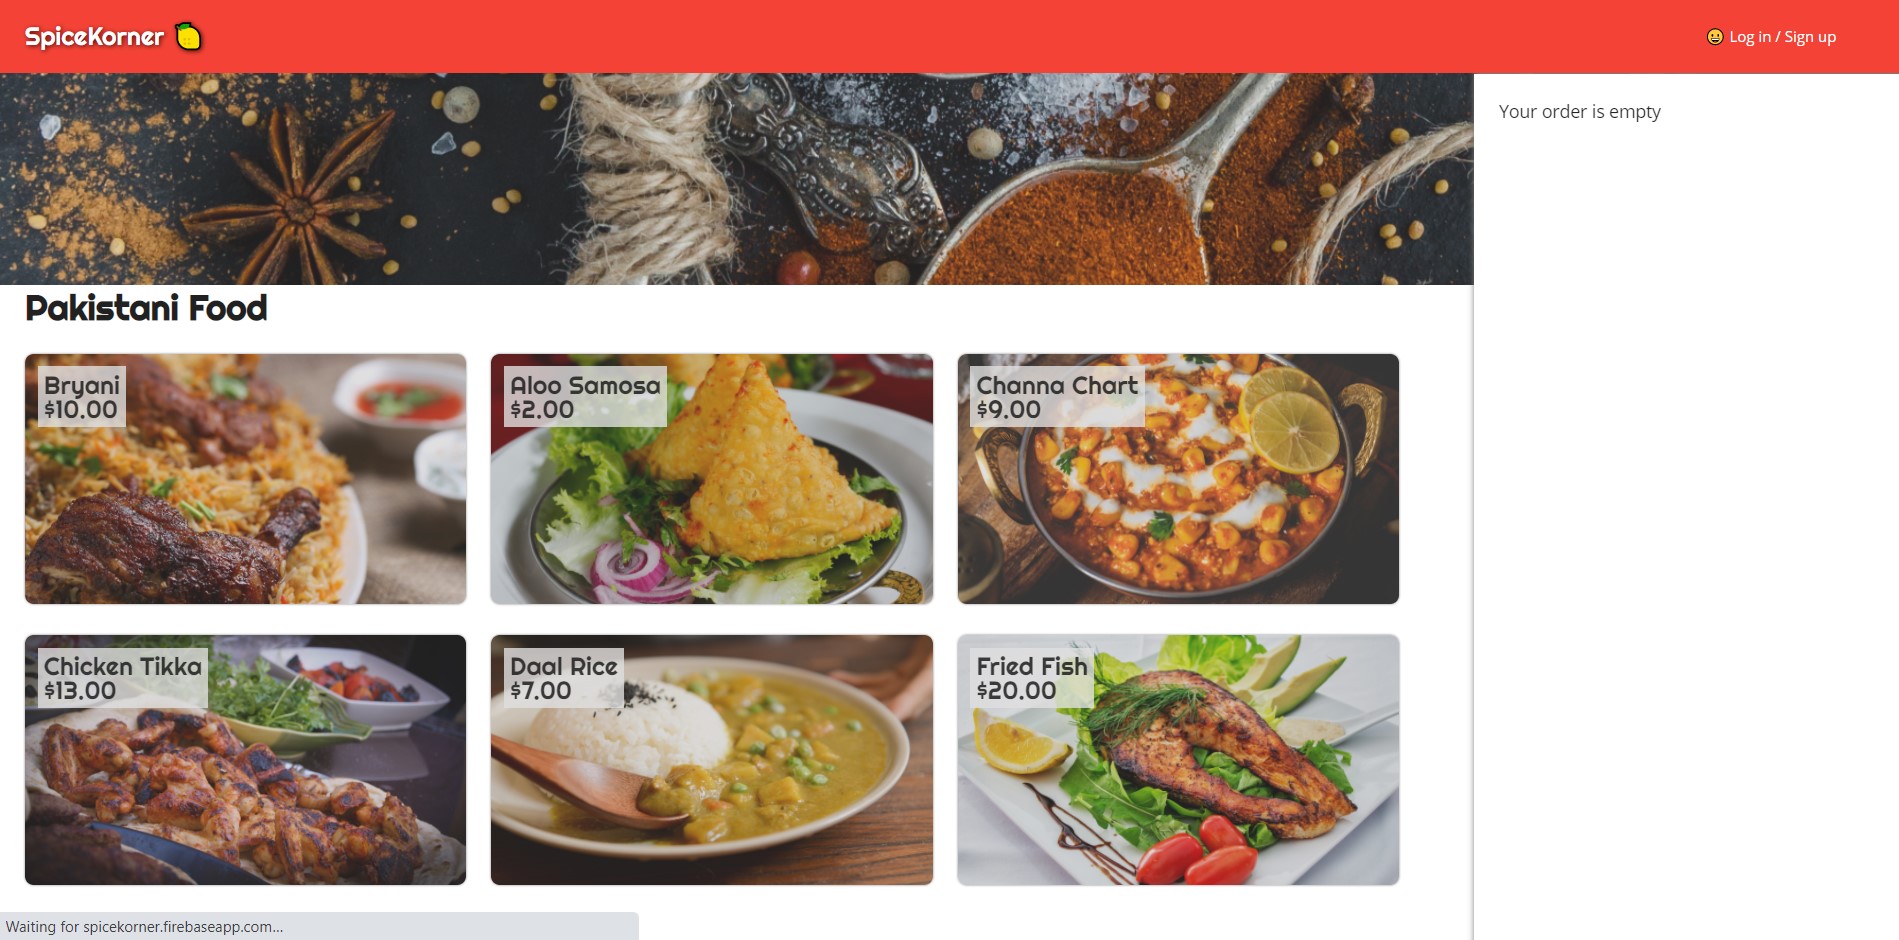 SpiceKorner
Log in / Sign up
Your order is empty
Pakistani Food
Bryani
$10.00
Aloo Samosa
$2.00
Channa Chart
$9.00
Chicken Tikka
$13.00
Daal Rice
$7.00
Fried Fish
$20.00
Waiting for spicekorner.firebaseapp.com...